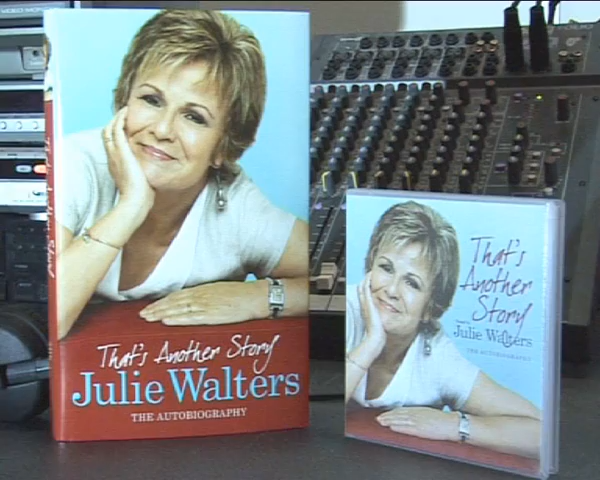 That's Another Story
Julie Walters
THE AUTOBIOGRAPHY
That's
Another
Story
Julie Walters
THE AUTOBIOGRAPHY